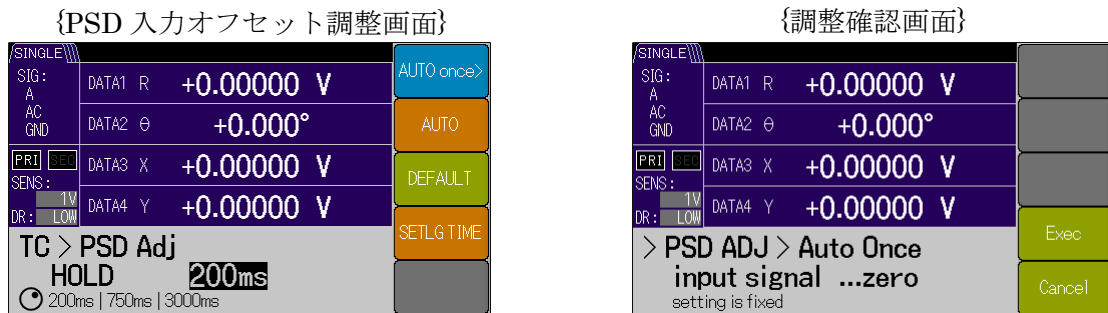 {PSD 入力オフセット調整画面}
SINGLE
SIG:
A
AC
GND
PRI SEC
SENS:
1V
DR: LOW
DATA1 R +0.00000 V
DATA2 θ +0.000°
DATA3 X +0.00000 V
DATA4 Y +0.00000 V
TC > PSD Adj
HOLD 200ms
200ms | 750ms | 3000ms
AUTO once>
AUTO
DEFAULT
SETLG TIME
{調整確認画面}
SINGLE
SIG:
A
AC
GND
PRI SEC
SENS:
1V
DR: LOW
DATA1 R +0.00000 V
DATA2 θ +0.000°
DATA3 X +0.00000 V
DATA4 Y +0.00000 V
> PSD ADJ > Auto Once
input signal ...zero
setting is fixed
Exec
Cancel